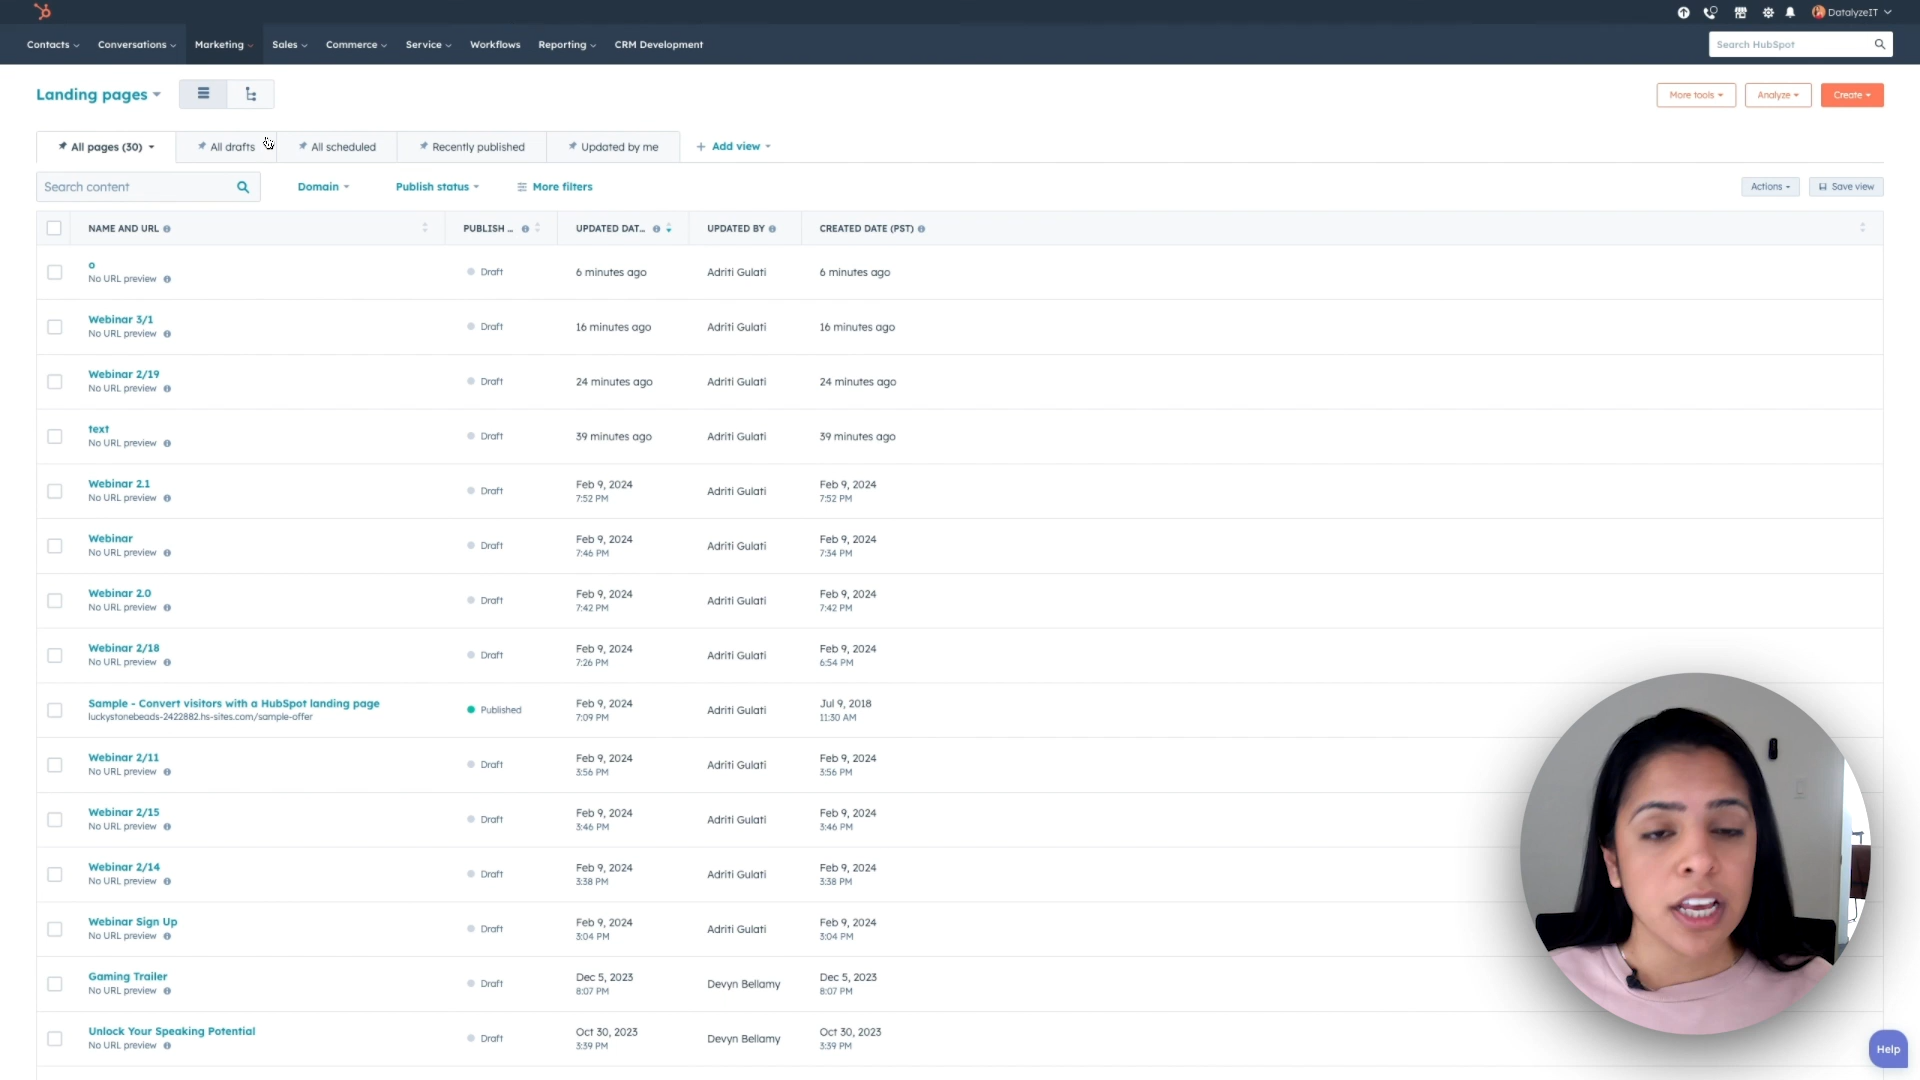 DatalyzeIT
Contacts Conversations Marketing Sales Commerce Service Workflows Reporting CRM Development
Search HubSpot
Landing pages
More tools Analyze Create
All pages (30) All drafts All scheduled Recently published Updated by me + Add view
Search content Domain Publish status More filters
Actions Save view
NAME AND URL PUBLISH ... UPDATED DAT... UPDATED BY CREATED DATE (PST)
o
No URL preview
Draft 6 minutes ago Adriti Gulati 6 minutes ago
Webinar 3/1
No URL preview
Draft 16 minutes ago Adriti Gulati 16 minutes ago
Webinar 2/19
No URL preview
Draft 24 minutes ago Adriti Gulati 24 minutes ago
text
No URL preview
Draft 39 minutes ago Adriti Gulati 39 minutes ago
Webinar 2.1
No URL preview
Draft
Feb 9, 2024
7:52 PM
Adriti Gulati
Feb 9, 2024
7:52 PM
Webinar
No URL preview
Draft
Feb 9, 2024
7:46 PM
Adriti Gulati
Feb 9, 2024
7:34 PM
Webinar 2.0
No URL preview
Draft
Feb 9, 2024
7:42 PM
Adriti Gulati
Feb 9, 2024
7:42 PM
Webinar 2/18
No URL preview
Draft
Feb 9, 2024
7:26 PM
Adriti Gulati
Feb 9, 2024
6:54 PM
Sample - Convert visitors with a HubSpot landing page
luckystonebeads-2422882.hs-sites.com/sample-offer
Published
Feb 9, 2024
7:09 PM
Adriti Gulati
Jul 9, 2018
11:30 AM
Webinar 2/11
No URL preview
Draft
Feb 9, 2024
3:56 PM
Adriti Gulati
Feb 9, 2024
3:56 PM
Webinar 2/15
No URL preview
Draft
Feb 9, 2024
3:46 PM
Adriti Gulati
Feb 9, 2024
3:46 PM
Webinar 2/14
No URL preview
Draft
Feb 9, 2024
3:38 PM
Adriti Gulati
Feb 9, 2024
3:38 PM
Webinar Sign Up
No URL preview
Draft
Feb 9, 2024
3:04 PM
Adriti Gulati
Feb 9, 2024
3:04 PM
Gaming Trailer
No URL preview
Draft
Dec 5, 2023
8:07 PM
Devyn Bellamy
Dec 5, 2023
8:07 PM
Unlock Your Speaking Potential
No URL preview
Draft
Oct 30, 2023
3:39 PM
Devyn Bellamy
Oct 30, 2023
3:39 PM
Help